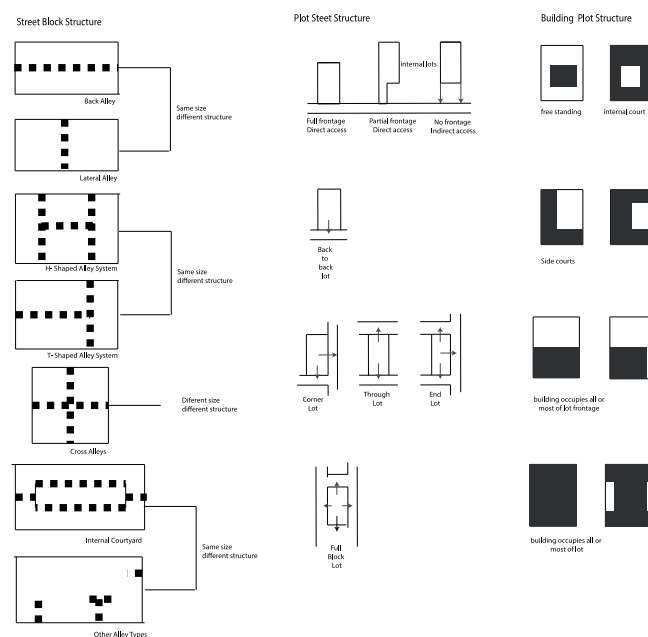 Street Block Structure
Back Alley
Same size
different structure
Lateral Alley
H- Shaped Alley System
Same size
different structure
T- Shaped Alley System
Diferent size
different structure
Cross Alleys
Internal Courtyard
Same size
different structure
Other Alley Types
Plot Steet Structure
internal lots
Full frontage
Direct access
Partial frontage
Direct access
No frontage
Indirect access
Back
to
back
lot
Corner
Lot
Through
Lot
End
Lot
Full
Block
Lot
Building Plot Structure
free standing
internal court
Side courts
building occupies all or
most of lot frontage
building occupies all or
most of lot